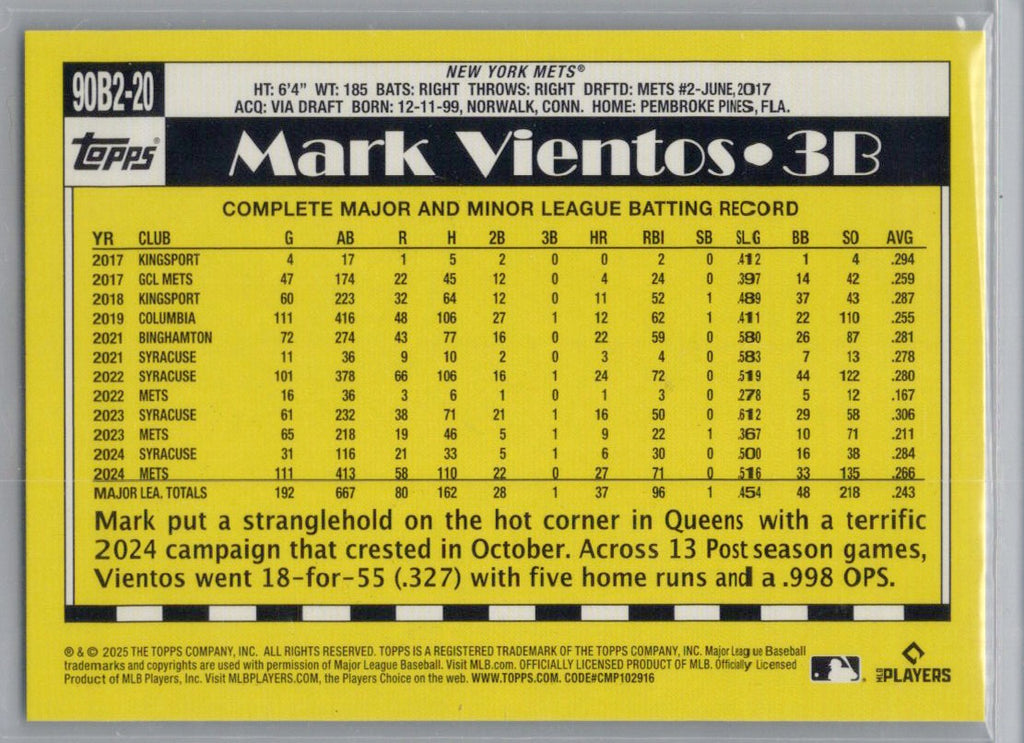 90B2-20
NEW YORK METS®
HT: 6'4" WT: 185 BATS: RIGHT THROWS: RIGHT DRFTD: METS #2-JUNE, 2017
ACQ: VIA DRAFT BORN: 12-11-99, NORWALK, CONN. HOME: PEMBROKE PINES, FLA.
Topps®
Mark Vientos • 3B
COMPLETE MAJOR AND MINOR LEAGUE BATTING RECORD
YR CLUB G AB R H 2B 3B HR RBI SB SLG BB SO AVG
2017 KINGSPORT 4 17 1 5 2 0 0 2 0 .412 1 4 .294
2017 GCL METS 47 174 22 45 12 0 4 24 0 .397 14 42 .259
2018 KINGSPORT 60 223 32 64 12 0 11 52 1 .489 37 43 .287
2019 COLUMBIA 111 416 48 106 27 1 12 62 1 .411 22 110 .255
2021 BINGHAMTON 72 274 43 77 16 0 22 59 0 .580 26 87 .281
2021 SYRACUSE 11 36 9 10 2 0 3 4 0 .583 7 13 .278
2022 SYRACUSE 101 378 66 106 16 1 24 72 0 .519 44 122 .280
2022 METS 16 36 3 6 1 0 1 3 0 .278 5 12 .167
2023 SYRACUSE 61 232 38 71 21 1 16 50 0 .612 29 58 .306
2023 METS 65 218 19 46 5 1 9 22 1 .367 10 71 .211
2024 SYRACUSE 31 116 21 33 5 1 6 30 0 .500 16 38 .284
2024 METS 111 413 58 110 22 0 27 71 0 .516 33 135 .266
MAJOR LEA. TOTALS 192 667 80 162 28 1 37 96 1 .454 48 218 .243
Mark put a stranglehold on the hot corner in Queens with a terrific
2024 campaign that crested in October. Across 13 Postseason games,
Vientos went 18-for-55 (.327) with five home runs and a .998 OPS.
® & © 2025 THE TOPPS COMPANY, INC. ALL RIGHTS RESERVED. TOPPS IS A REGISTERED TRADEMARK OF THE TOPPS COMPANY, INC. Major League Baseball
trademarks and copyrights are used with permission of Major League Baseball. Visit MLB.com. OFFICIALLY LICENSED PRODUCT OF MLB. Officially Licensed
Product of MLB Players, Inc. Visit MLBPLAYERS.COM, the Players Choice on the web. WWW.TOPPS.COM. CODE#CMP102916
MLB PLAYERS